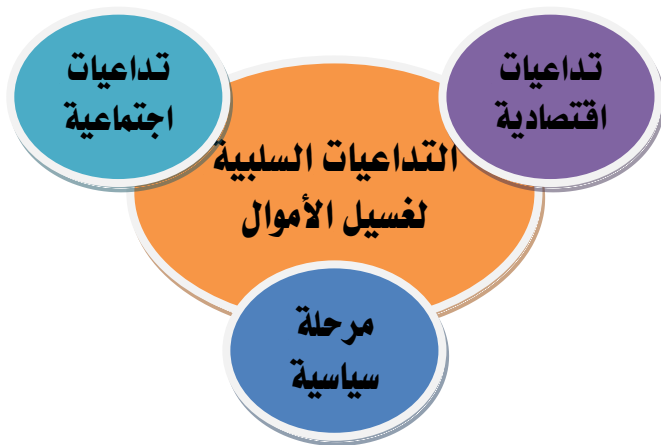 تداعيات
اقتصادية
تداعيات
اجتماعية
التداعيات السلبية
لغسيل الأموال
مرحلة
سياسية